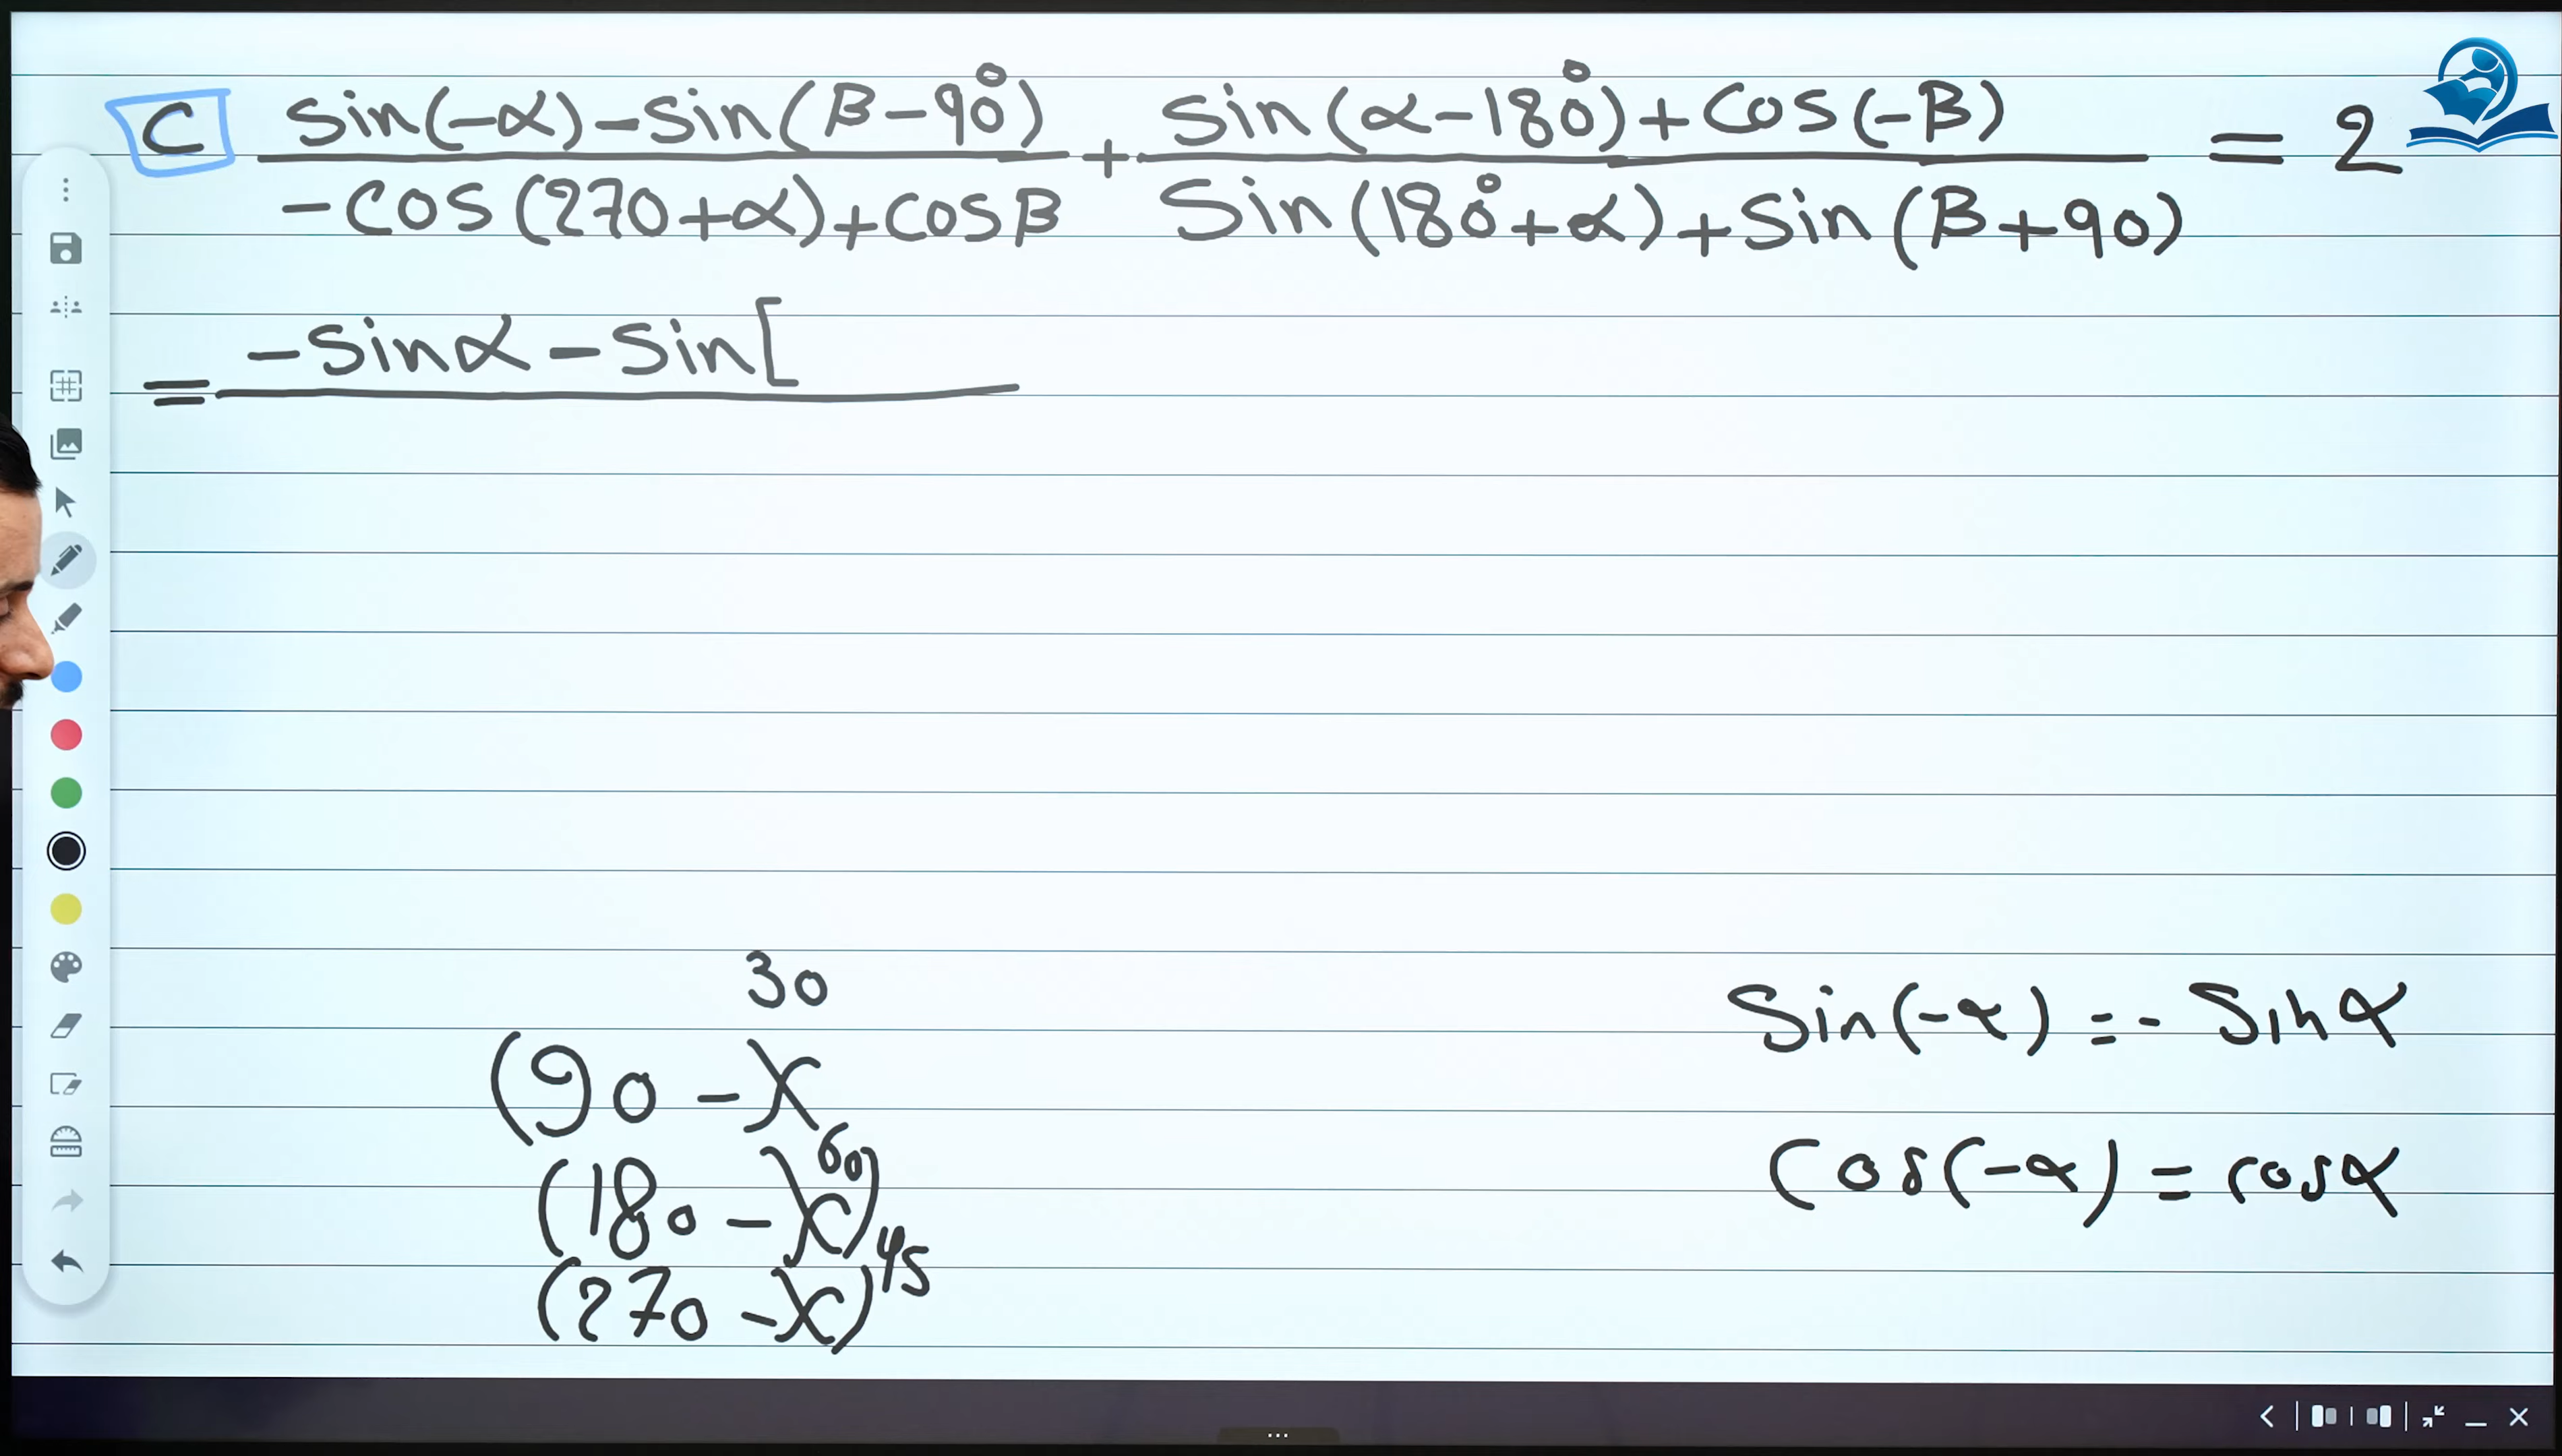 C  (sin(-α) - sin(β - 90°)) / (-cos(270 + α) + cosβ) + (sin(α - 180°) + cos(-β)) / (sin(180° + α) + sin(β + 90)) = 2
= -sinα - sin[
30
(90 - x
60
(180 - x)
45
(270 - x)
sin(-α) = - sinα
cos(-α) = cosα